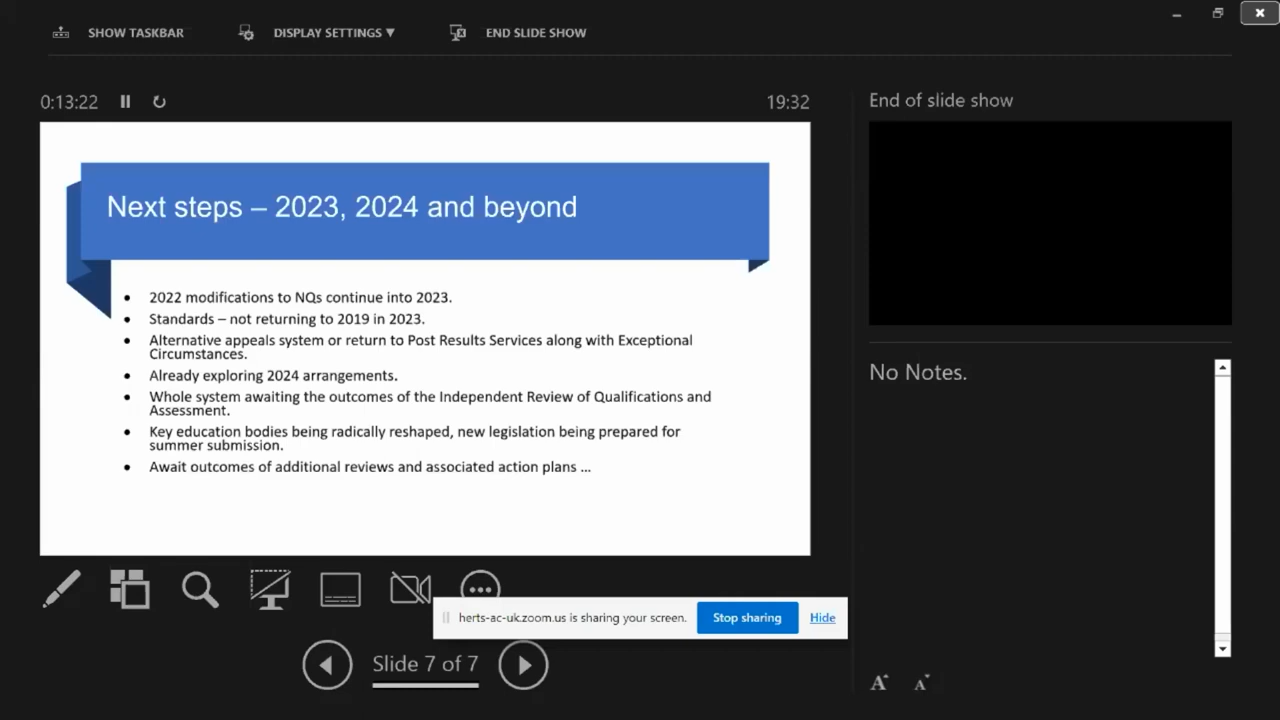 SHOW TASKBAR
DISPLAY SETTINGS ▼
END SLIDE SHOW
0:13:22
19:32
End of slide show
Next steps – 2023, 2024 and beyond
• 2022 modifications to NQs continue into 2023.
• Standards – not returning to 2019 in 2023.
• Alternative appeals system or return to Post Results Services along with Exceptional
Circumstances.
• Already exploring 2024 arrangements.
• Whole system awaiting the outcomes of the Independent Review of Qualifications and
Assessment.
• Key education bodies being radically reshaped, new legislation being prepared for
summer submission.
• Await outcomes of additional reviews and associated action plans ...
No Notes.
herts-ac-uk.zoom.us is sharing your screen.
Stop sharing
Hide
Slide 7 of 7
A A